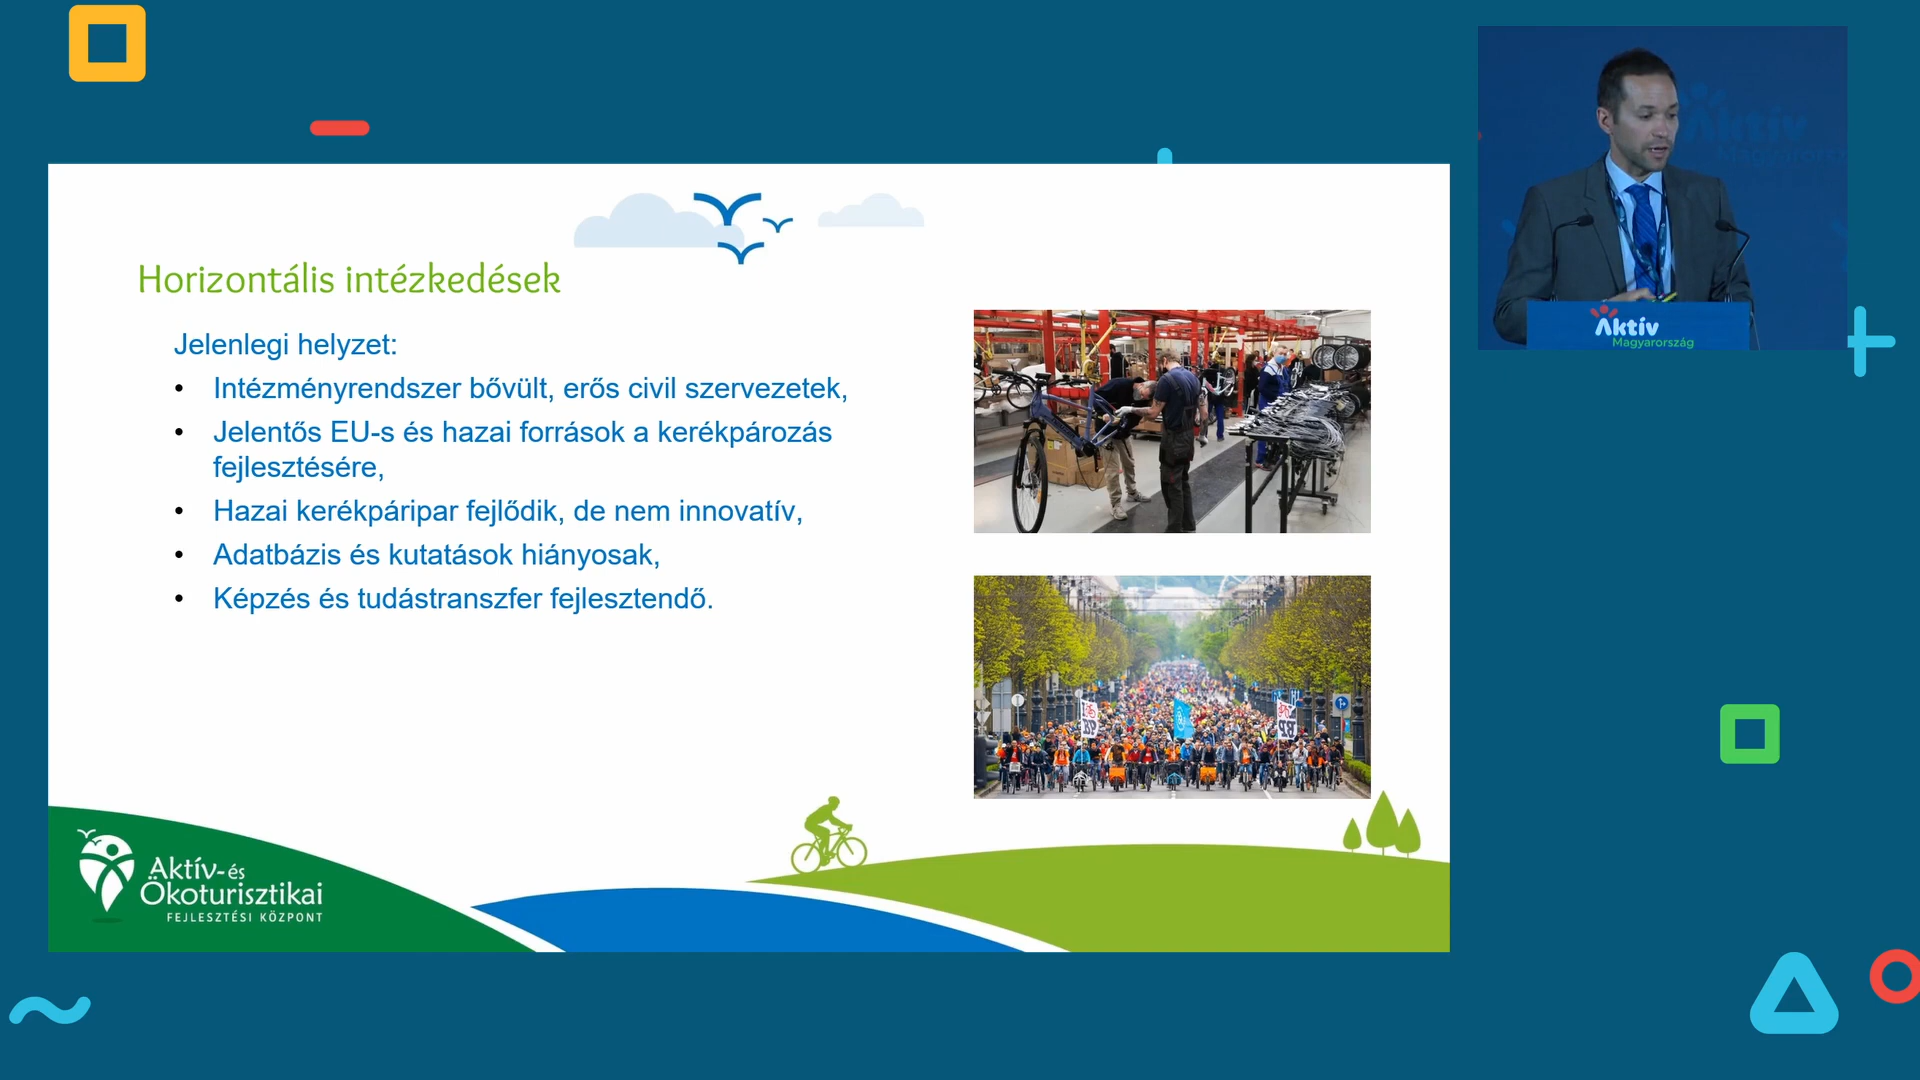 Horizontális intézkedések
Jelenlegi helyzet:
• Intézményrendszer bővült, erős civil szervezetek,
• Jelentős EU-s és hazai források a kerékpározás
fejlesztésére,
• Hazai kerékpáripar fejlődik, de nem innovatív,
• Adatbázis és kutatások hiányosak,
• Képzés és tudástranszfer fejlesztendő.
Aktív- és
Ökoturisztikai
FEJLESZTÉSI KÖZPONT
Aktív
Magyarország
Aktív